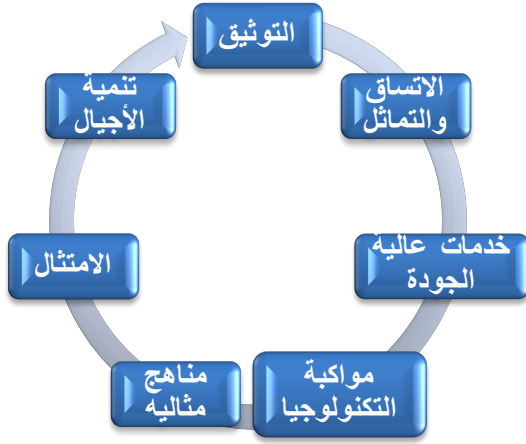 التوثيق
الاتساق
والتماثل
خدمات عالية
الجودة
مواكبة
التكنولوجيا
مناهج
مثاليه
الامتثال
تنمية
الأجيال